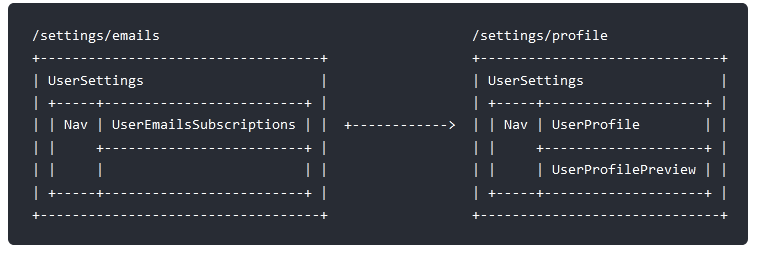 /settings/emails /settings/profile
UserSettings UserSettings
Nav UserEmailsSubscriptions Nav UserProfile
UserProfilePreview